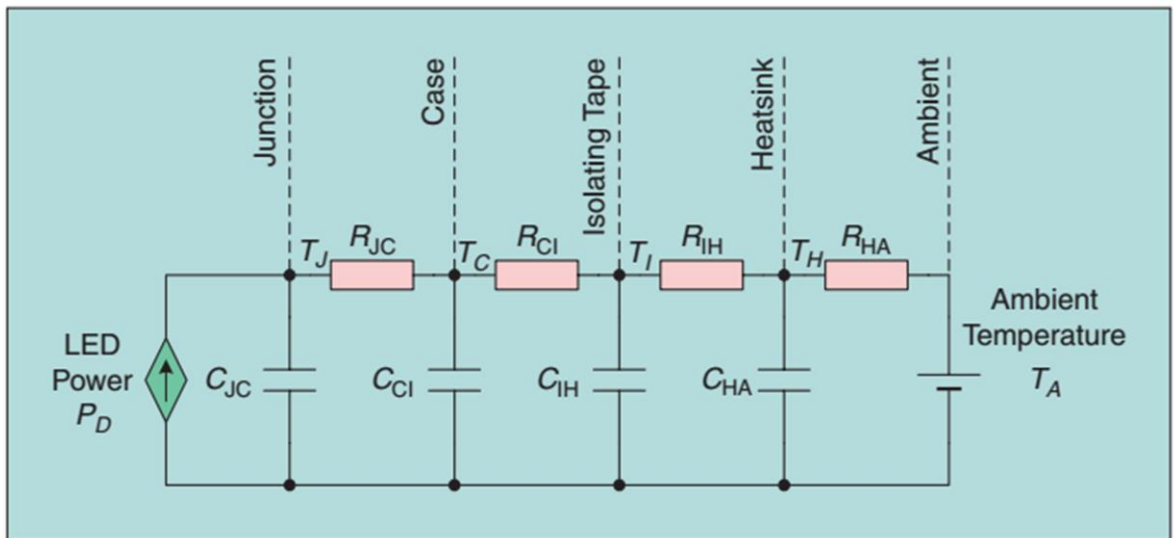 Junction
Case
Isolating Tape
Heatsink
Ambient
T_J
R_JC
T_C
R_CI
T_I
R_IH
T_H
R_HA
LED
Power
P_D
C_JC
C_CI
C_IH
C_HA
Ambient
Temperature
T_A